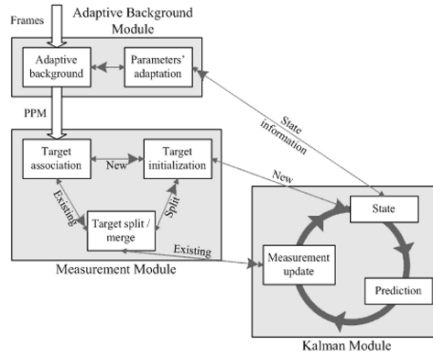 Adaptive Background
Module
Frames
Adaptive
background
Parameters'
adaptation
PPM
State
information
Target
association
New
Target
initialization
New
Existing
Split
Target split /
merge
Existing
Measurement Module
State
Measurement
update
Prediction
Kalman Module